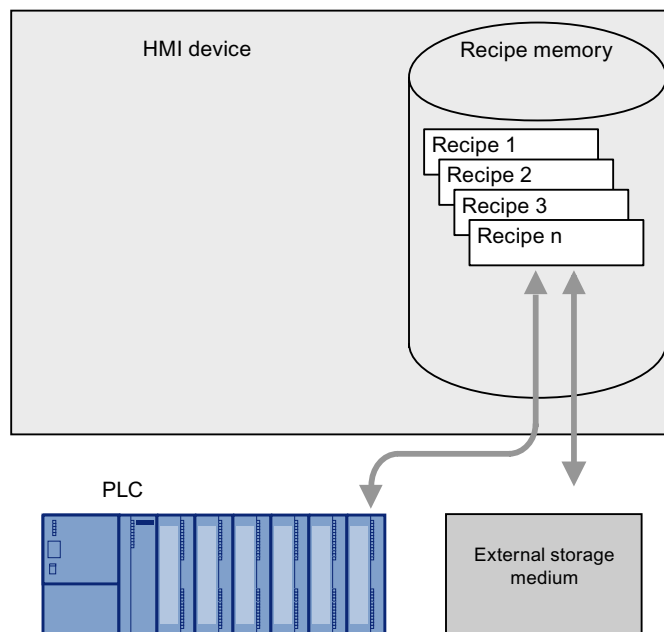 HMI device
Recipe memory
Recipe 1
Recipe 2
Recipe 3
Recipe n
PLC
External storage
medium